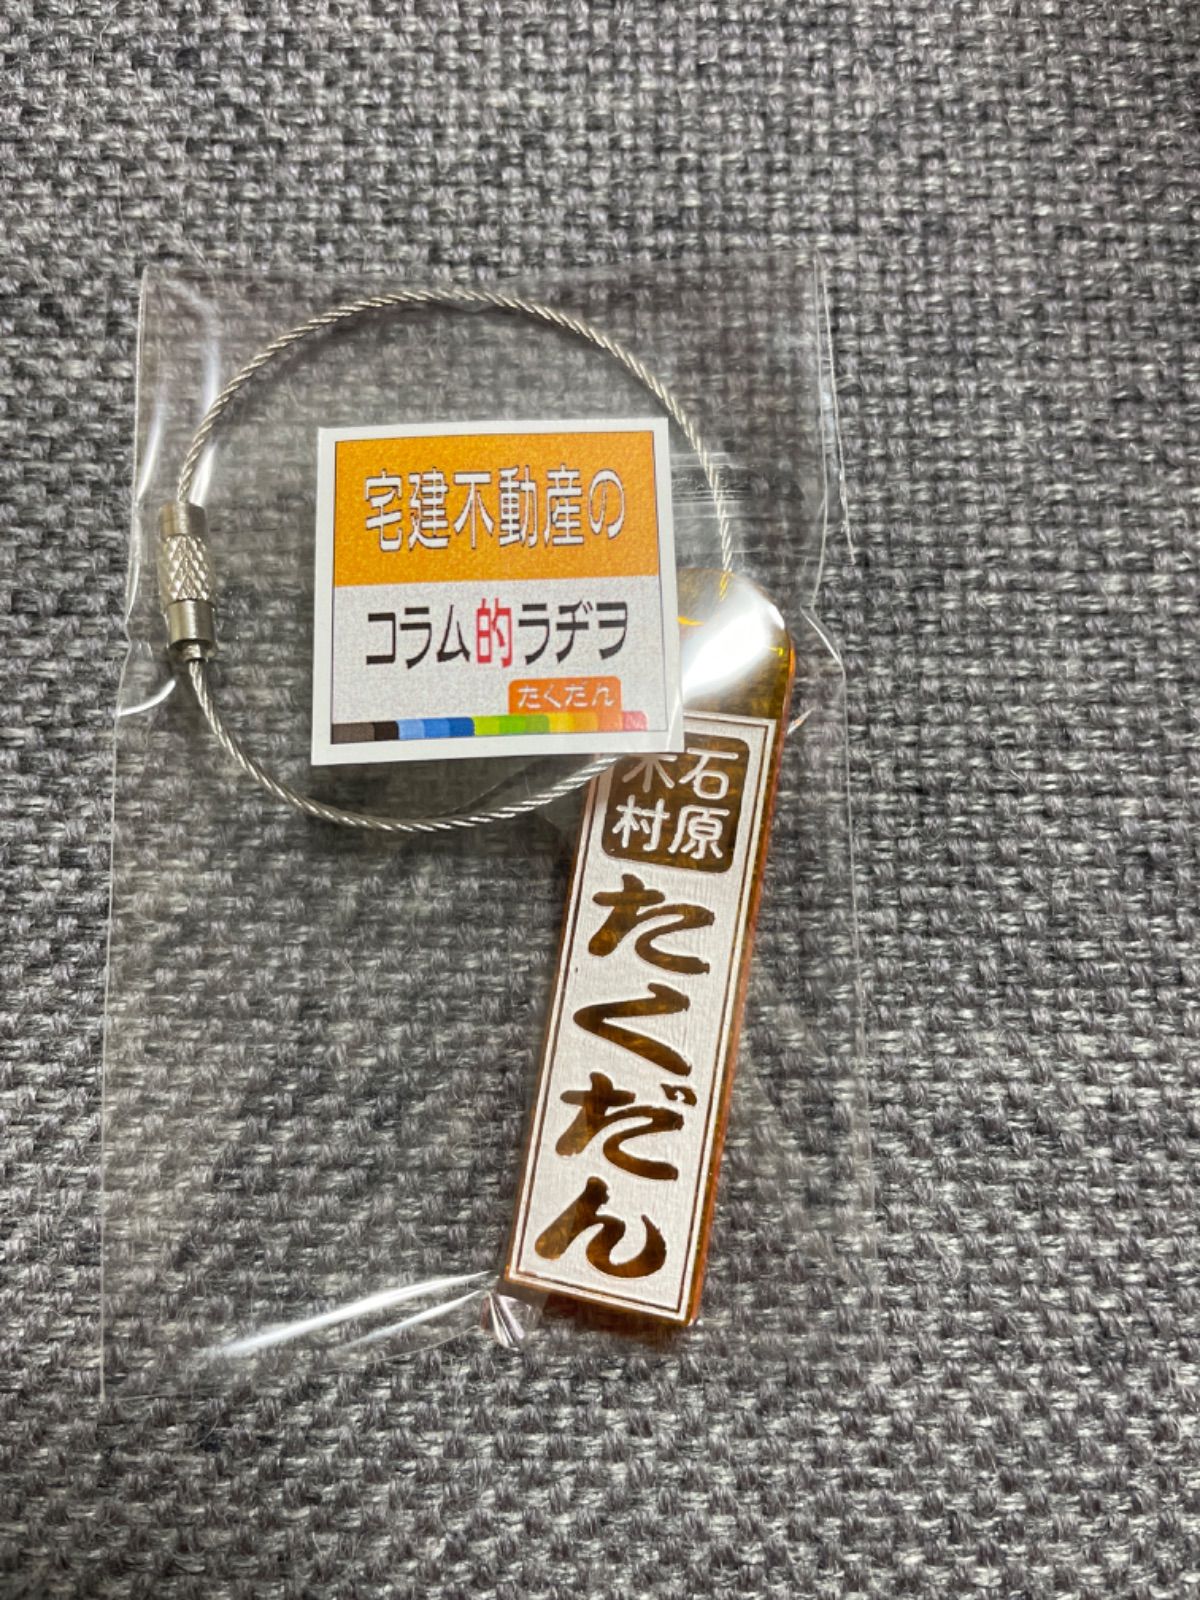 宅建不動産の
コラム的ラヂヲ
たくだん
石原
木村
たくだん